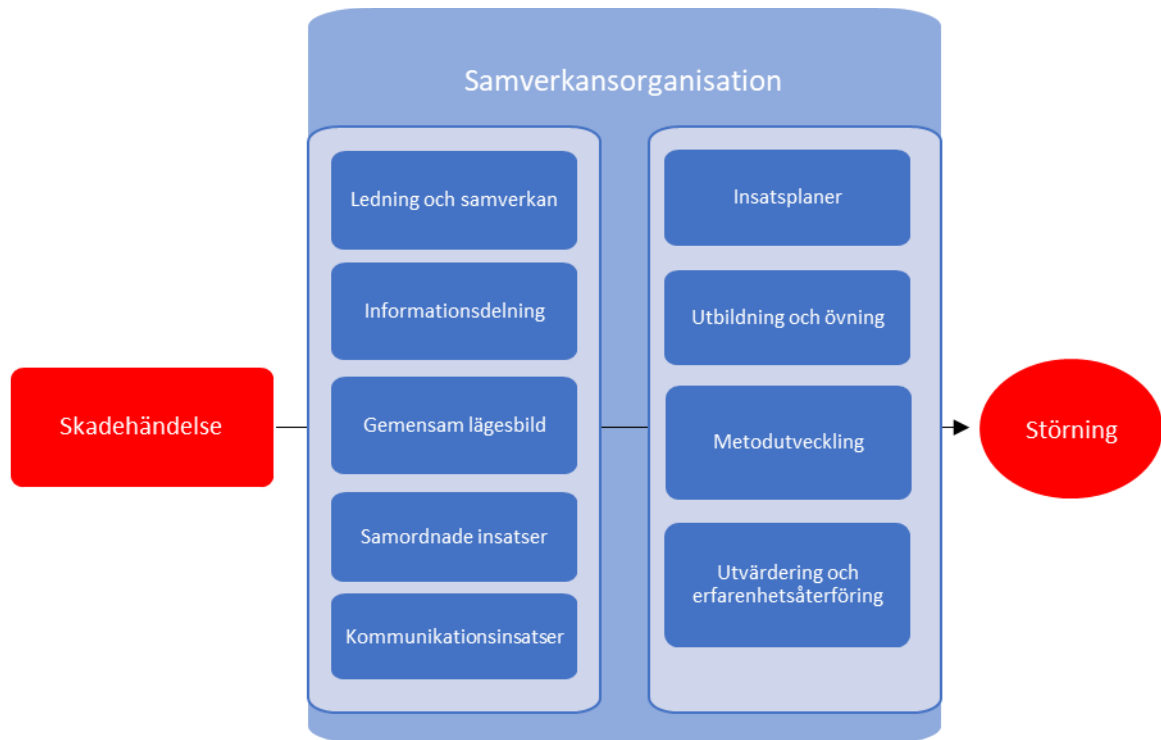 Samverkansorganisation
Skadehändelse
Ledning och samverkan
Informationsdelning
Gemensam lägesbild
Samordnade insatser
Kommunikationsinsatser
Insatsplaner
Utbildning och övning
Metodutveckling
Utvärdering och
erfarenhetsåterföring
Störning